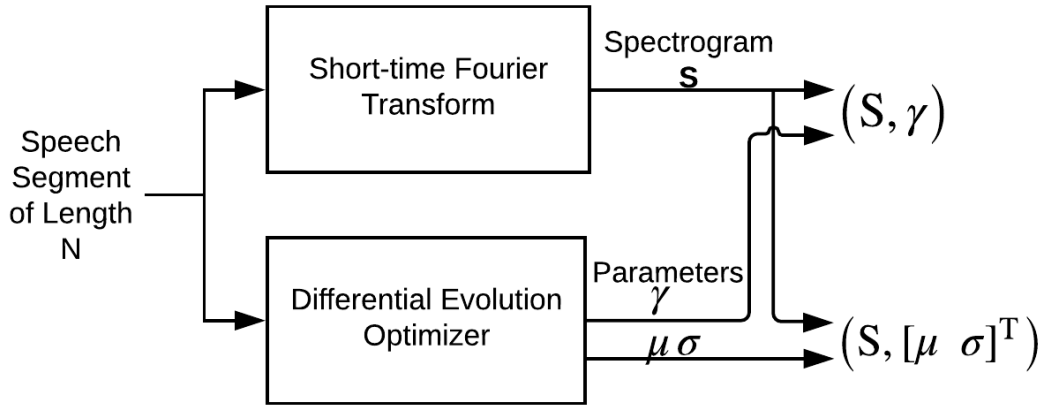 Speech
Segment
of Length
N
Short-time Fourier
Transform
Spectrogram
S
(S, γ)
Differential Evolution
Optimizer
Parameters
γ
μ σ
(S, [μ σ]ᵀ)